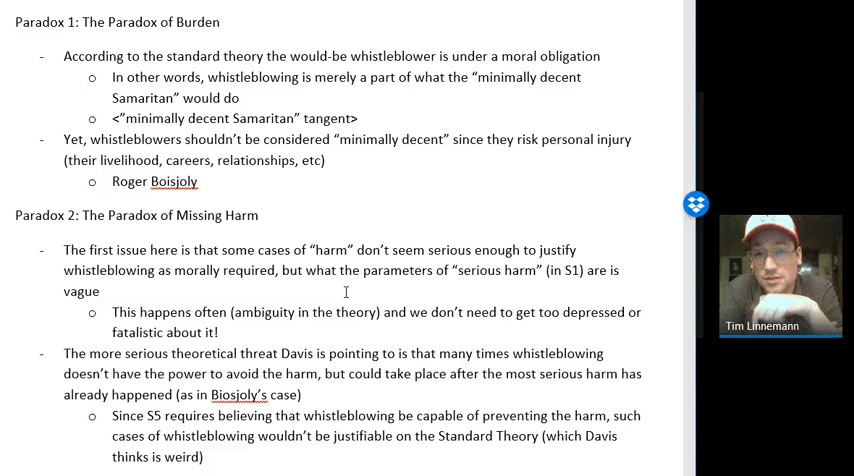 Paradox 1: The Paradox of Burden
- According to the standard theory the would-be whistleblower is under a moral obligation
o In other words, whistleblowing is merely a part of what the “minimally decent
Samaritan” would do
o <”minimally decent Samaritan” tangent>
- Yet, whistleblowers shouldn’t be considered “minimally decent” since they risk personal injury
(their livelihood, careers, relationships, etc)
o Roger Boisjoly
Paradox 2: The Paradox of Missing Harm
- The first issue here is that some cases of “harm” don’t seem serious enough to justify
whistleblowing as morally required, but what the parameters of “serious harm” (in S1) are is
vague
o This happens often (ambiguity in the theory) and we don’t need to get too depressed or
fatalistic about it!
- The more serious theoretical threat Davis is pointing to is that many times whistleblowing
doesn’t have the power to avoid the harm, but could take place after the most serious harm has
already happened (as in Biosjoly’s case)
o Since S5 requires believing that whistleblowing be capable of preventing the harm, such
cases of whistleblowing wouldn’t be justifiable on the Standard Theory (which Davis
thinks is weird)
Tim Linnemann